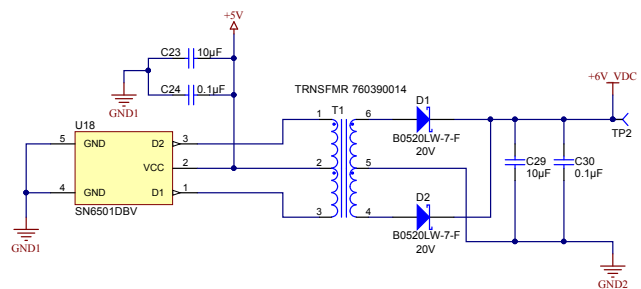 +5V
C23 10µF
C24 0.1µF
GND1
TRNSFMR 760390014
+6V_VDC
U18
T1
D1
B0520LW-7-F
20V
TP2
5 GND D2 3
VCC 2
4 GND D1 1
SN6501DBV
GND1
1 6
2 5
3 4
D2
B0520LW-7-F
20V
C29
10µF
C30
0.1µF
GND2